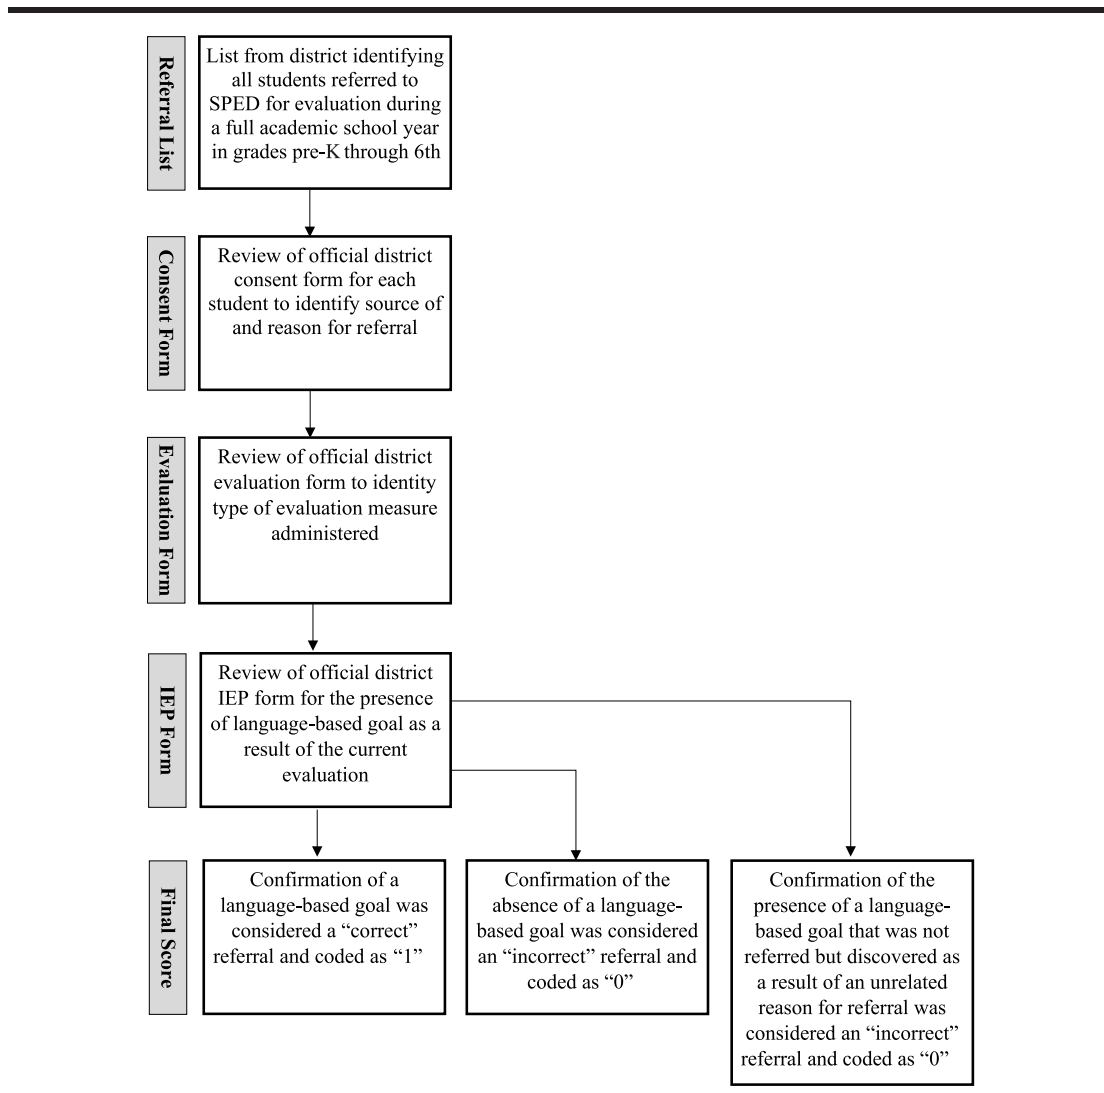 Referral List
List from district identifying
all students referred to
SPED for evaluation during
a full academic school year
in grades pre-K through 6th
Consent Form
Review of official district
consent form for each
student to identify source of
and reason for referral
Evaluation Form
Review of official district
evaluation form to identity
type of evaluation measure
administered
IEP Form
Review of official district
IEP form for the presence
of language-based goal as a
result of the current
evaluation
Final Score
Confirmation of a
language-based goal was
considered a “correct”
referral and coded as “1”
Confirmation of the
absence of a language-
based goal was considered
an “incorrect” referral and
coded as “0”
Confirmation of the
presence of a language-
based goal that was not
referred but discovered as
a result of an unrelated
reason for referral was
considered an “incorrect”
referral and coded as “0”